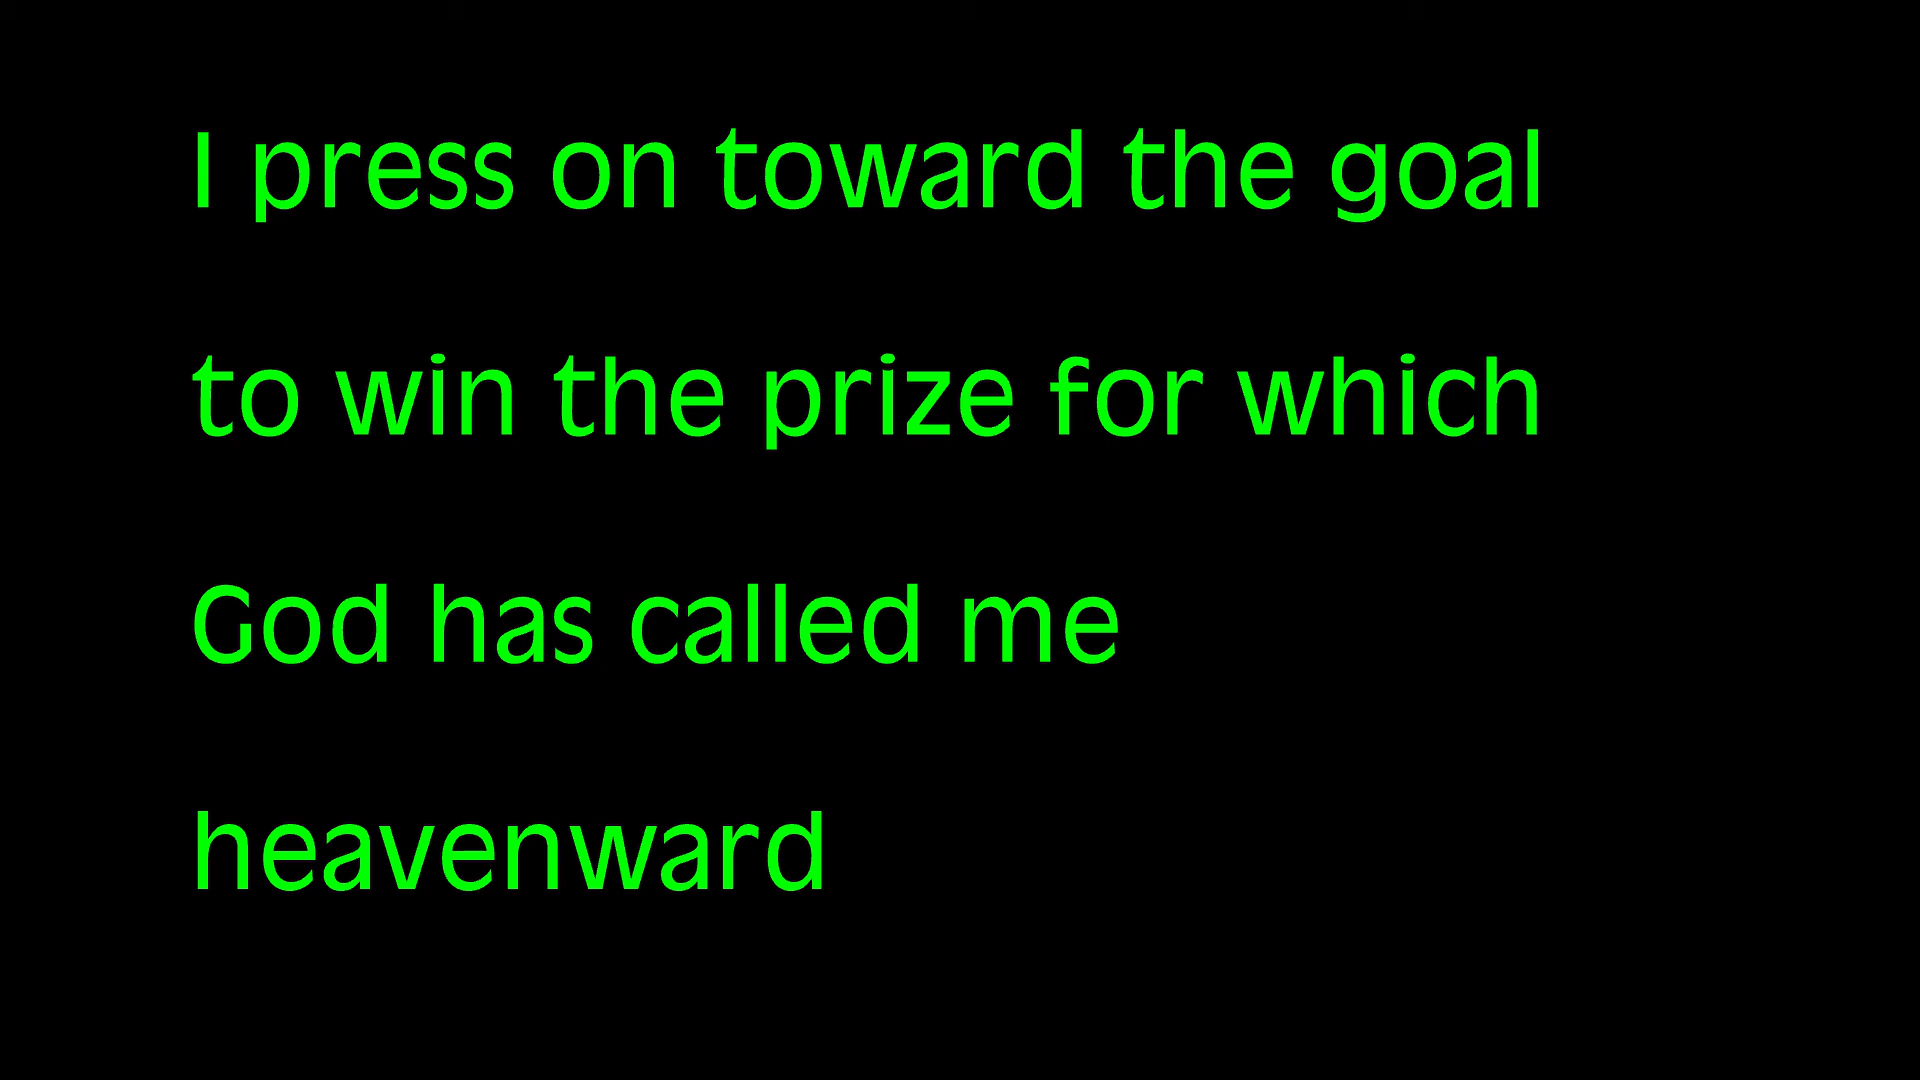 I press on toward the goal
to win the prize for which
God has called me
heavenward